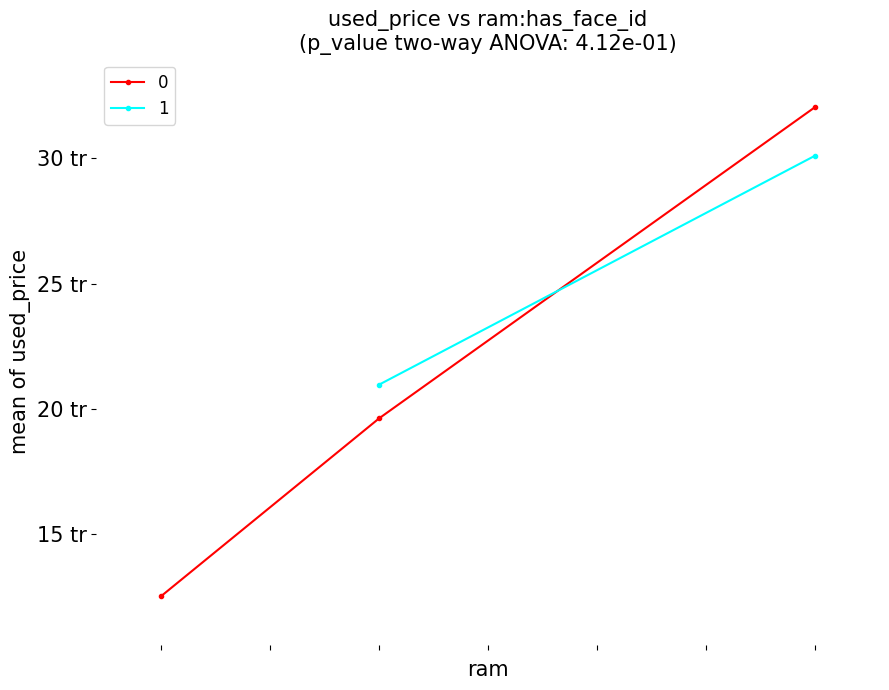 used_price vs ram:has_face_id
(p_value two-way ANOVA: 4.12e-01)
0
1
30 tr
25 tr
20 tr
15 tr
mean of used_price
ram